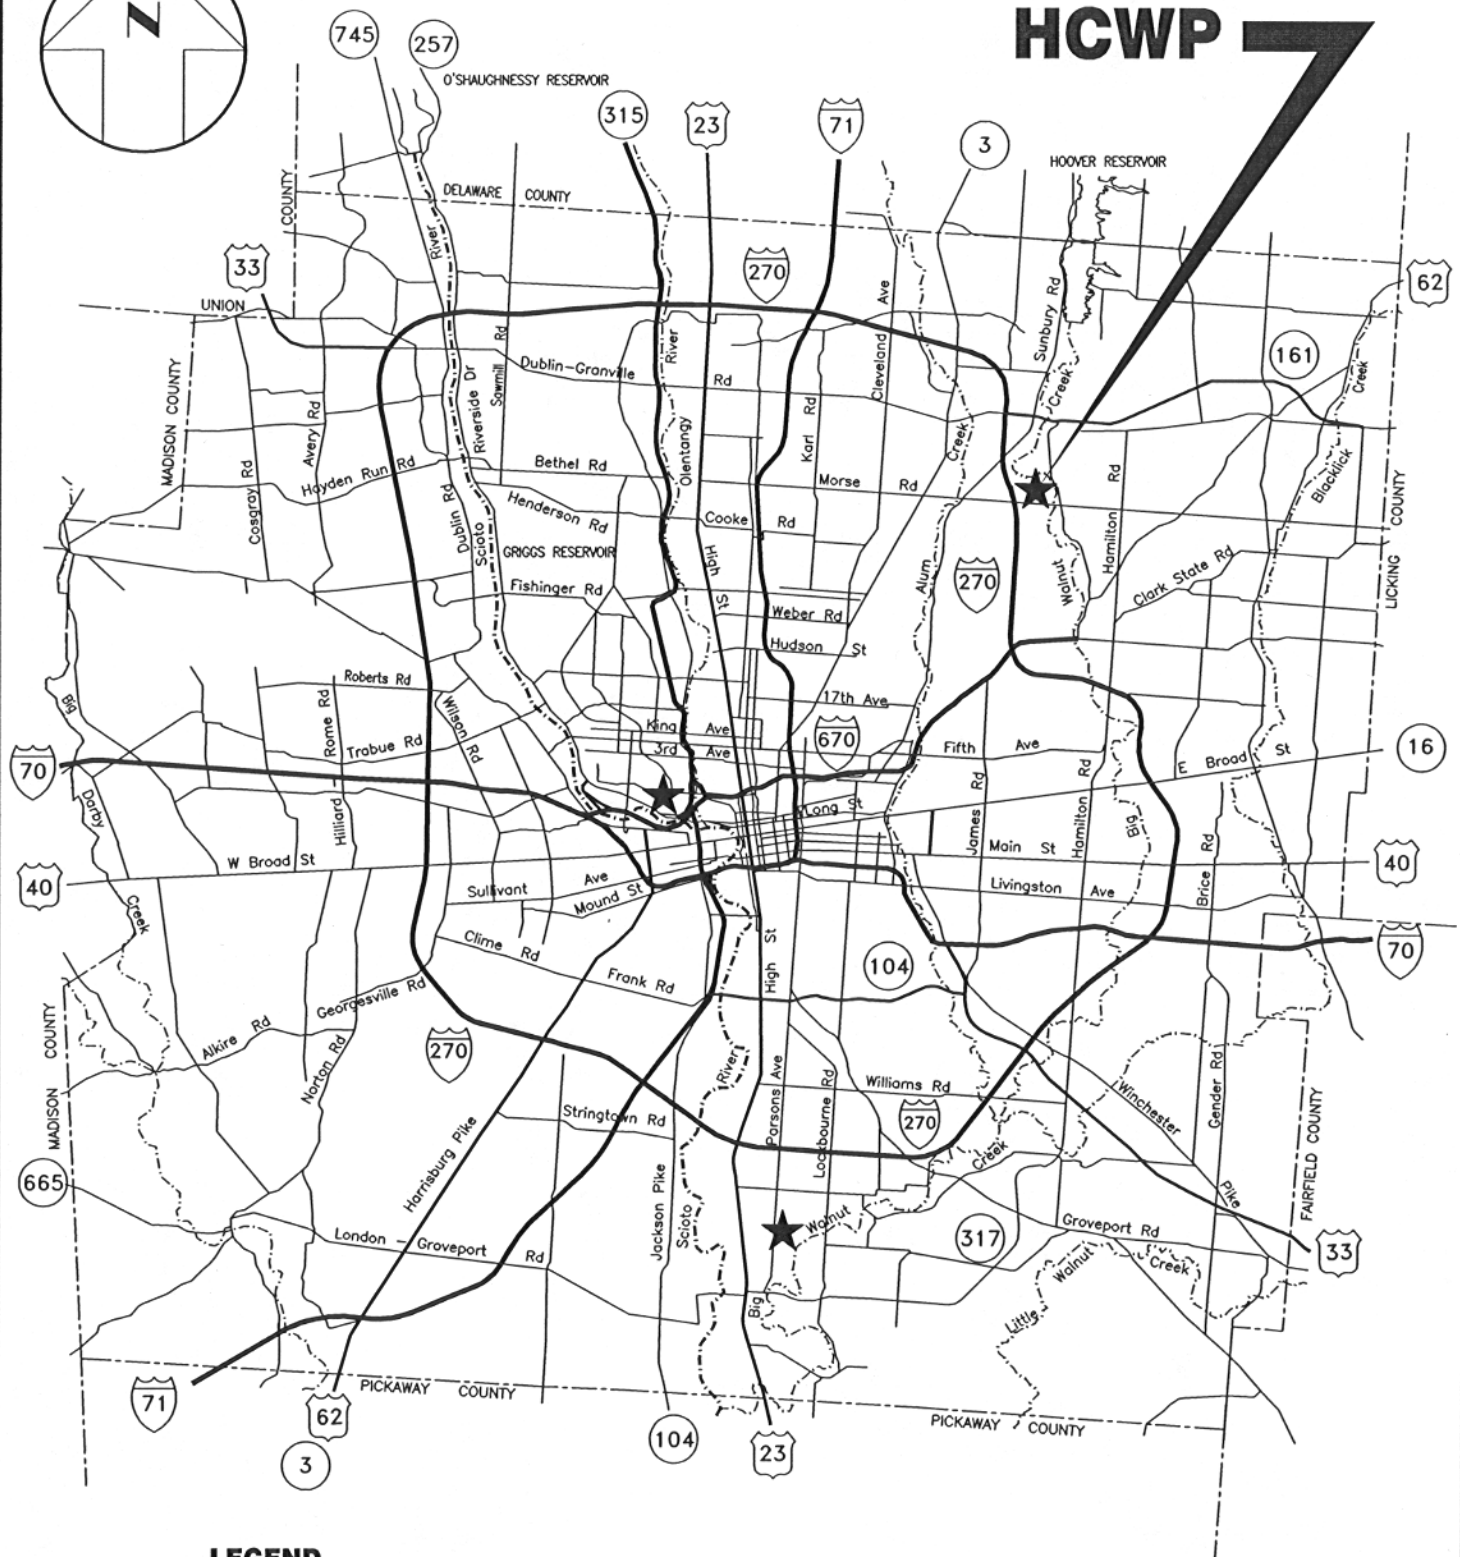 N
HCWP
745
257
O'SHAUGHNESSY RESERVOIR
315
23
71
3
HOOVER RESERVOIR
DELAWARE COUNTY
COUNTY
UNION
33
River
270
62
161
Cleveland Ave
Sunbury Rd
Creek
Creek
MADISON COUNTY
Dublin-Granville Rd
Sawmill Rd
Riverside Dr
River
Olentangy
Karl Rd
Avery Rd
Cosgray Rd
Hayden Run Rd
Bethel Rd
Morse Rd
Creek
Hamilton Rd
Blacklick
LICKING COUNTY
Dublin Rd
Scioto
Henderson Rd
Cooke Rd
GRIGGS RESERVOIR
High St
Fishinger Rd
Weber Rd
Hudson St
Alum
270
Walnut
Clark State Rd
Big
Roberts Rd
Rome Rd
Wilson Rd
Trabue Rd
17th Ave
King Ave
3rd Ave
670
Fifth Ave
E Broad St
16
70
Darby
Hilliard
Long St
James Rd
Hamilton Rd
Big
Main St
40
W Broad St
40
Sullivant Ave
Mound St
Livingston Ave
Brice Rd
Creek
Clime Rd
Frank Rd
High St
104
70
Georgesville Rd
MADISON COUNTY
Alkire Rd
Norton Rd
270
River
Parsons Ave
Lockbourne Rd
Williams Rd
270
Winchester
Pike
Gender Rd
FAIRFIELD COUNTY
Stringtown Rd
Harrisburg Pike
Jackson Pike
Scioto
Creek
665
London - Groveport Rd
Walnut
317
Groveport Rd
33
Walnut
Creek
Big
Little
71
62
PICKAWAY COUNTY
3
104
23
PICKAWAY COUNTY
LEGEND